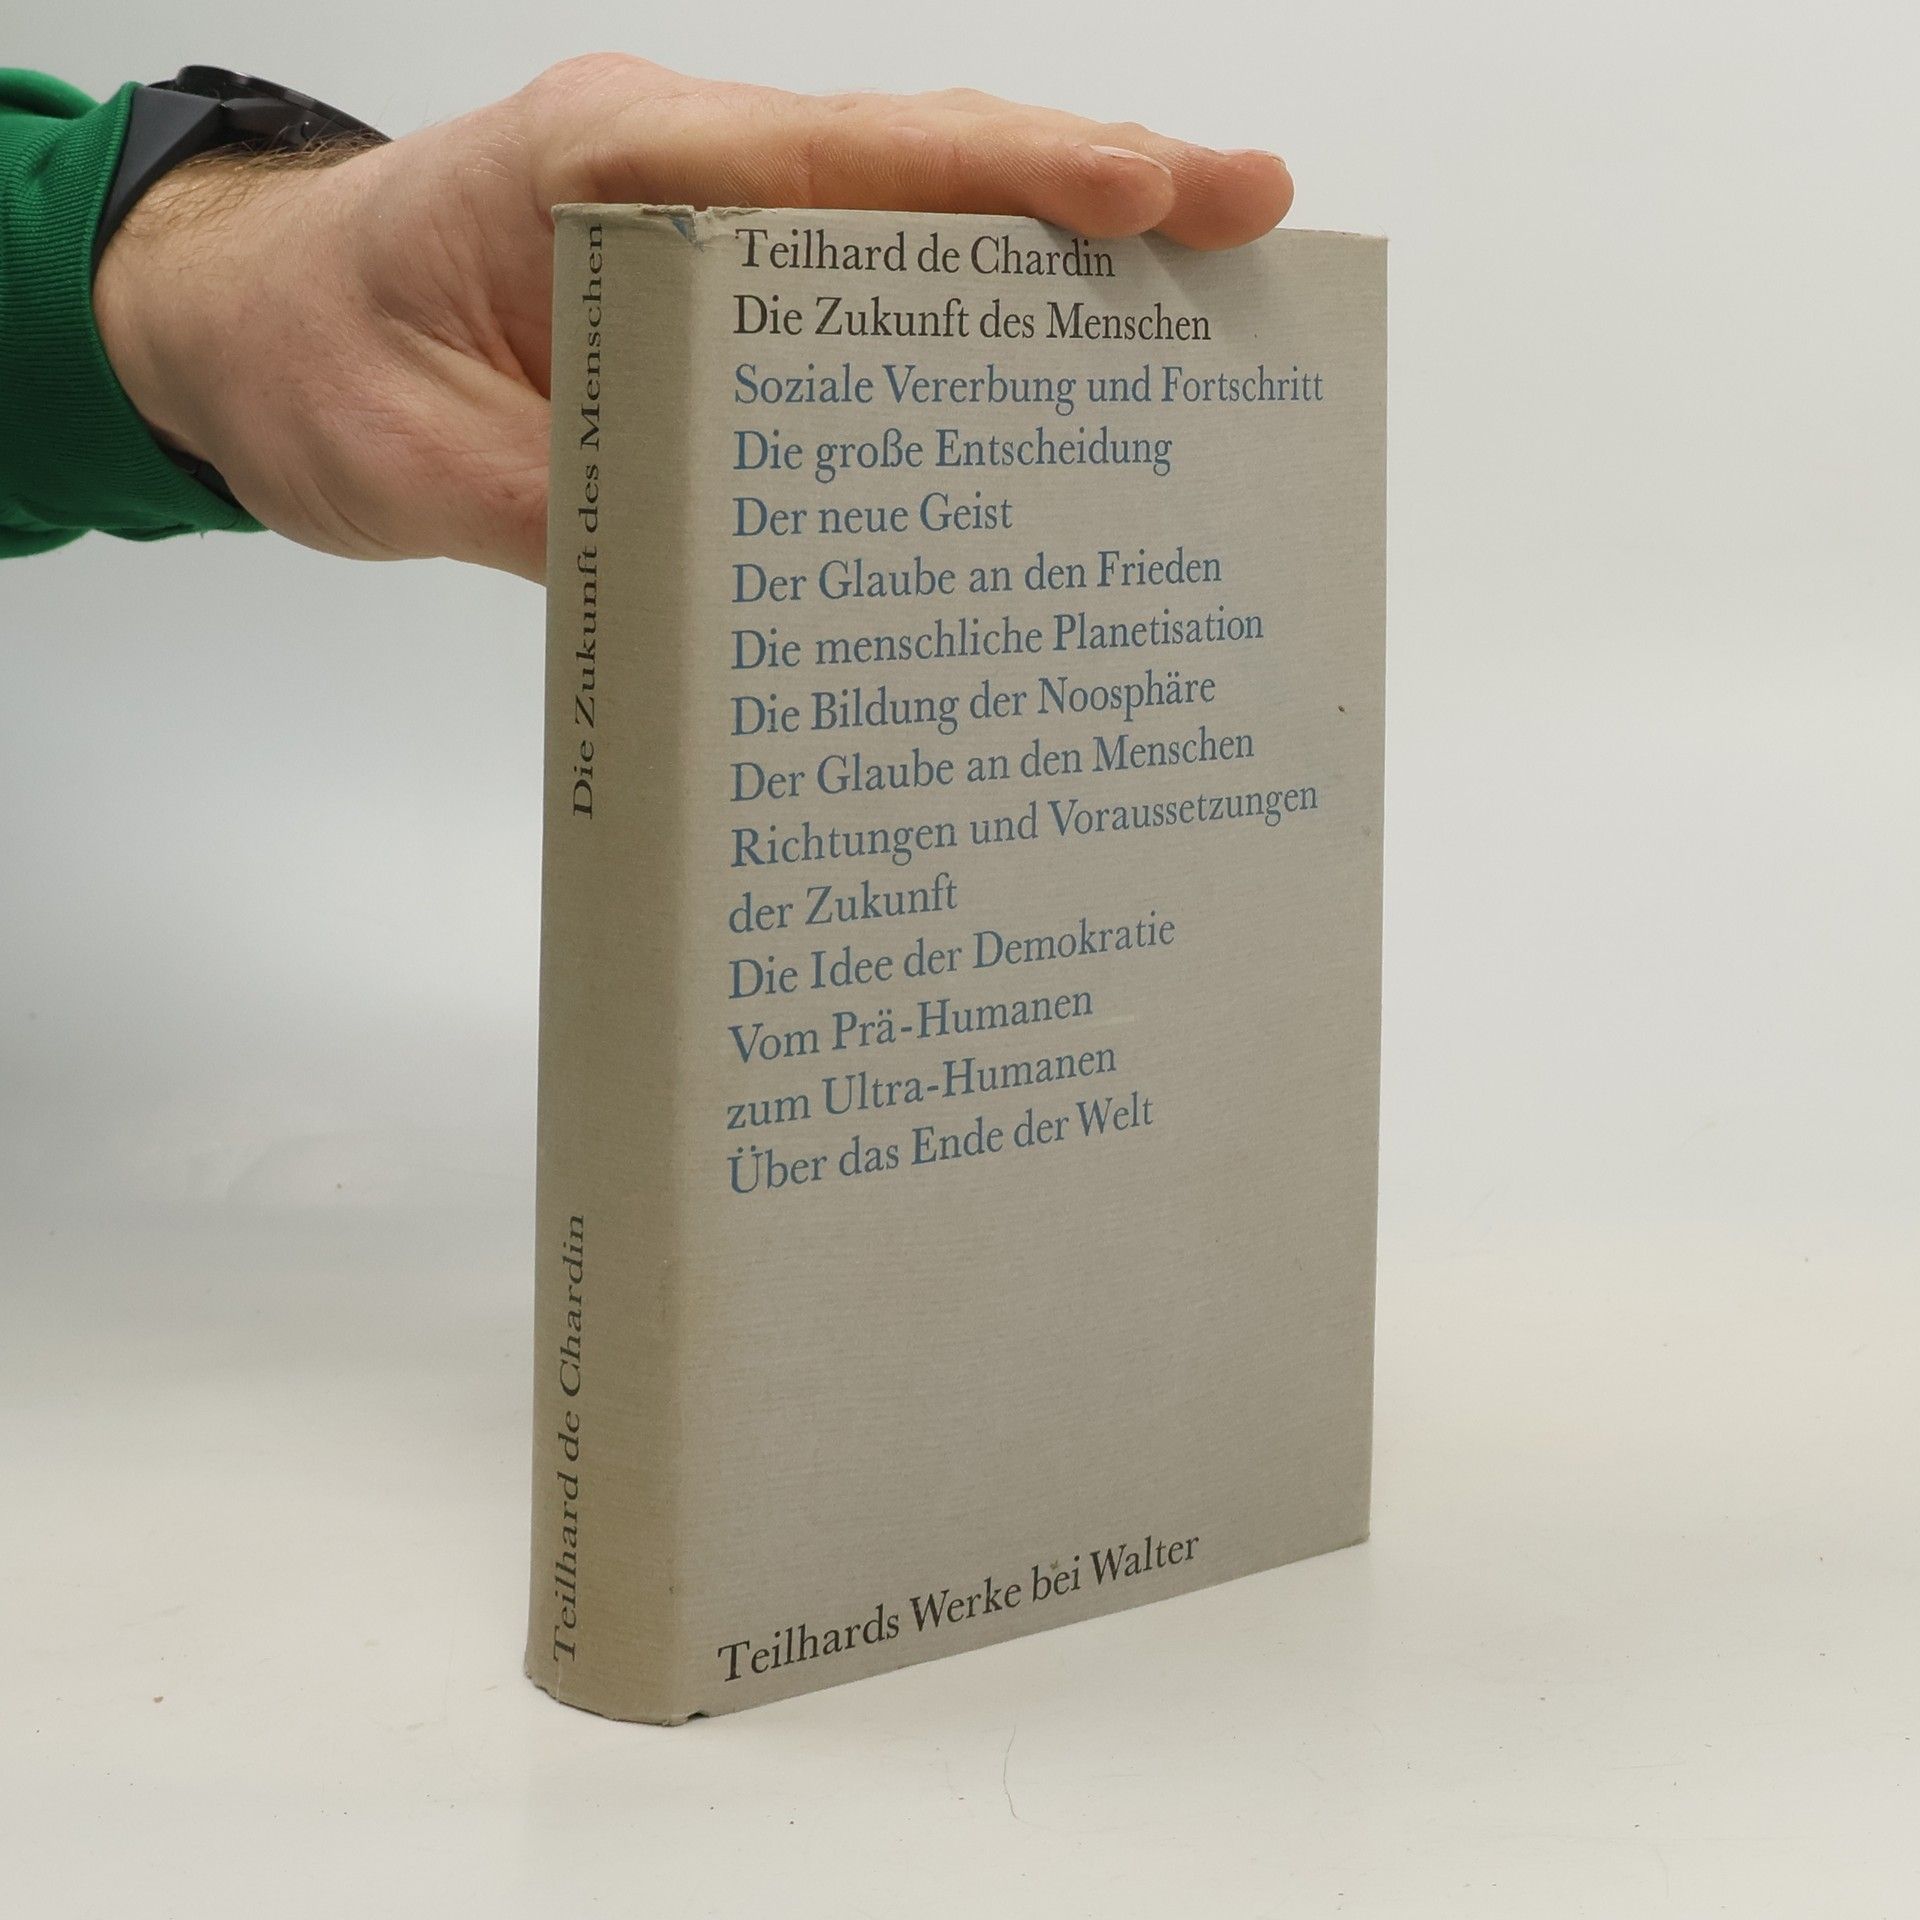 Die Zukunft des Menschen
Teilhard de Chardin
Teilhard de Chardin
Die Zukunft des Menschen
Soziale Vererbung und Fortschritt
Die große Entscheidung
Der neue Geist
Der Glaube an den Frieden
Die menschliche Planetisation
Die Bildung der Noosphäre
Der Glaube an den Menschen
Richtungen und Voraussetzungen
der Zukunft
Die Idee der Demokratie
Vom Prä-Humanen
zum Ultra-Humanen
Über das Ende der Welt
Teilhards Werke bei Walter